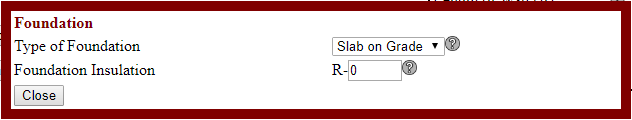 Foundation
Type of Foundation Slab on Grade ?
Foundation Insulation R-0 ?
Close